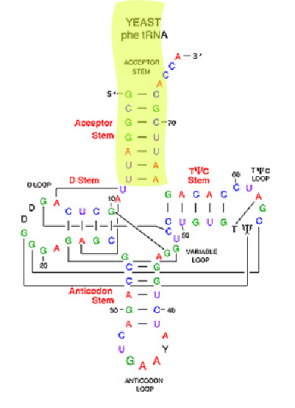 YEAST
phe tRNA
A 3'
C
C
ACCEPTOR
STEM
A
5' G — C
C — G
Acceptor
Stem
G — C
70
G — U
A — U
U — A
U — A
D LOOP
D Stem
U
A
10
TΨC
Stem
60
TΨC
LOOP
D G A C U C G
G A C A C C U A
D
G G G A G A G C
C U G U G T Ψ C G
20
U
50
G
G
VARIABLE
LOOP
G
A
Anticodon
Stem
C — G
C — G
A — U
30
G — C
40
A — U
C A
U Y
G A A
ANTICODON
LOOP